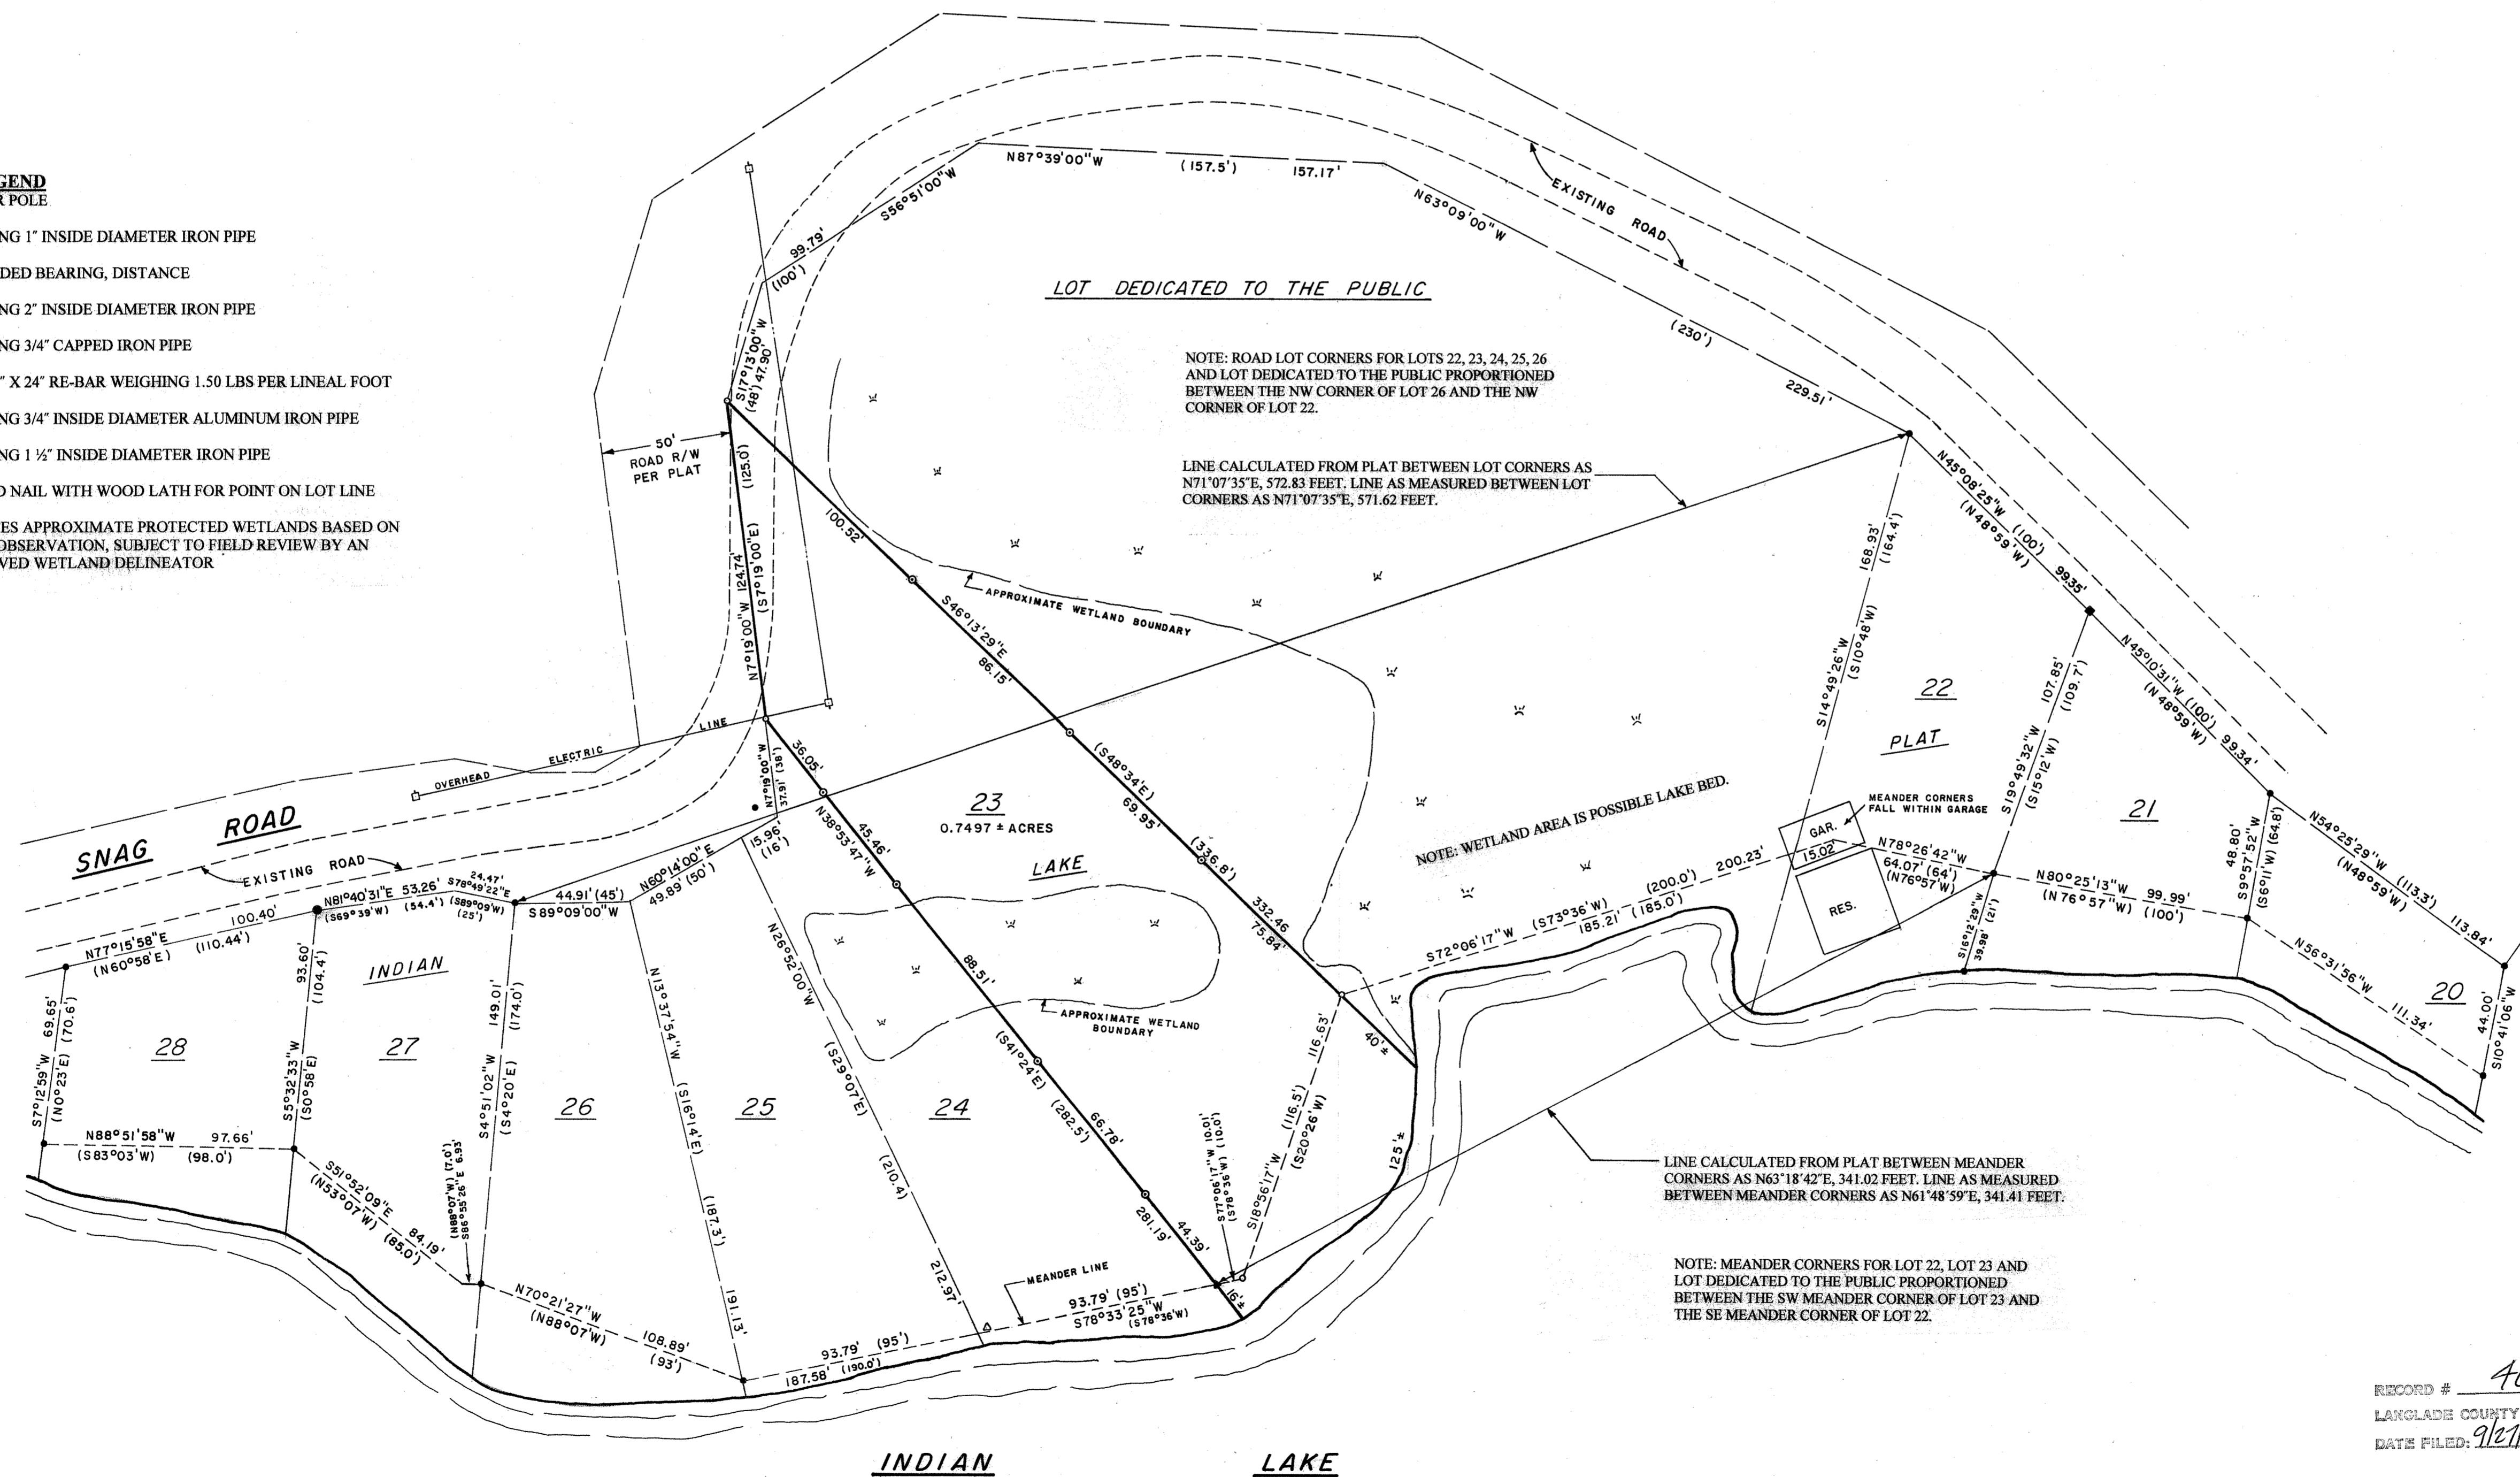 GEND
R POLE
NG 1" INSIDE DIAMETER IRON PIPE
DED BEARING, DISTANCE
NG 2" INSIDE DIAMETER IRON PIPE
NG 3/4" CAPPED IRON PIPE
" X 24" RE-BAR WEIGHING 1.50 LBS PER LINEAL FOOT
NG 3/4" INSIDE DIAMETER ALUMINUM IRON PIPE
NG 1 ½" INSIDE DIAMETER IRON PIPE
D NAIL WITH WOOD LATH FOR POINT ON LOT LINE
ES APPROXIMATE PROTECTED WETLANDS BASED ON
OBSERVATION, SUBJECT TO FIELD REVIEW BY AN
VED WETLAND DELINEATOR
N87°39'00"W (157.5') 157.17'
S56°51'00"W
99.79'
(100')
N63°09'00"W
(230')
229.51'
EXISTING ROAD
LOT DEDICATED TO THE PUBLIC
S17°13'00"W
(48') 47.90'
50'
ROAD R/W
PER PLAT
(125.0')
N7°19'00"W 124.74'
(S7°19'00"E)
NOTE: ROAD LOT CORNERS FOR LOTS 22, 23, 24, 25, 26
AND LOT DEDICATED TO THE PUBLIC PROPORTIONED
BETWEEN THE NW CORNER OF LOT 26 AND THE NW
CORNER OF LOT 22.
LINE CALCULATED FROM PLAT BETWEEN LOT CORNERS AS
N71°07'35"E, 572.83 FEET. LINE AS MEASURED BETWEEN LOT
CORNERS AS N71°07'35"E, 571.62 FEET.
100.52'
S46°13'29"E
86.15'
(S48°34'E)
69.95'
(336.8')
332.46
75.84'
40'±
APPROXIMATE WETLAND BOUNDARY
N45°08'25"W (100')
(N48°59'W) 99.35'
168.93'
(164.4')
S14°49'26"W
(S10°48'W)
22
PLAT
107.85'
(109.7')
S19°49'32"W
(S15°12'W)
N45°10'31"W (100')
(N48°59'W) 99.34'
21
MEANDER CORNERS
FALL WITHIN GARAGE
GAR.
15.02'
RES.
N78°26'42"W
64.07' (64')
(N76°57'W)
N80°25'13"W 99.99'
(N76°57'W) (100')
48.80'
S9°57'52"W
(S6°11'W) (64.8')
N54°25'29"W (113.3')
(N48°59'W) 113.84'
N56°31'56"W
111.34'
20
44.00'
S10°41'06"W
S16°12'29"W
39.98' (21')
NOTE: WETLAND AREA IS POSSIBLE LAKE BED.
(200.0') 200.23'
S72°06'17"W (S73°36'W)
185.21' (185.0')
OVERHEAD ELECTRIC LINE
SNAG ROAD
EXISTING ROAD
N7°19'00"W
37.91' (38')
36.05'
45.46'
N38°53'47"W
88.51'
(S41°24'E)
(282.5')
66.78'
281.19'
44.39'
16'±
23
0.7497 ± ACRES
LAKE
15.96'
(16')
N60°14'00"E
49.89' (50')
44.91' (45')
S89°09'00"W
24.47'
S78°49'22"E
(S89°09'W)
(25')
N81°40'31"E 53.26'
(S69°39'W) (54.4')
100.40'
N77°15'58"E
(N60°58'E) (110.44')
69.65'
(70.6')
S7°12'59"W
(N0°23'E)
28
93.60'
(104.4')
S5°32'33"W
(S0°58'E)
INDIAN
27
149.01'
(174.0')
S4°51'02"W
(S4°20'E)
26
N13°37'54"W (S16°14'E)
(187.3')
191.13'
25
N26°52'00"W
(S29°07'E)
(210.4)
212.97'
24
APPROXIMATE WETLAND
BOUNDARY
N88°51'58"W 97.66'
(S83°03'W) (98.0')
S51°52'09"E 84.19'
(N53°07'W) (85.0')
(N88°07'W) (7.0')
S86°55'26"E 6.93'
N70°21'27"W 108.89'
(N88°07'W) (93')
93.79' (95')
187.58' (190.0')
MEANDER LINE
93.79' (95')
S78°33'25"W
(S78°36'W)
S77°06'17"W 10.01'
(S78°36'W) (10.0')
116.63'
(116.5')
S18°56'17"W
(S20°26'W)
125'±
LINE CALCULATED FROM PLAT BETWEEN MEANDER
CORNERS AS N63°18'42"E, 341.02 FEET. LINE AS MEASURED
BETWEEN MEANDER CORNERS AS N61°48'59"E, 341.41 FEET.
NOTE: MEANDER CORNERS FOR LOT 22, LOT 23 AND
LOT DEDICATED TO THE PUBLIC PROPORTIONED
BETWEEN THE SW MEANDER CORNER OF LOT 23 AND
THE SE MEANDER CORNER OF LOT 22.
INDIAN LAKE
RECORD #
LANGLADE COUNTY
DATE FILED: 9/27/